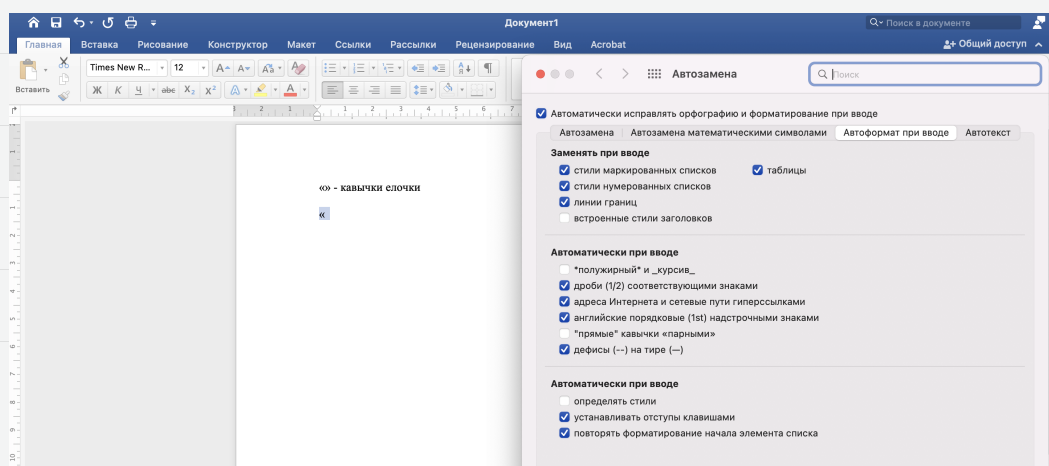 Документ1
Поиск в документе
Главная Вставка Рисование Конструктор Макет Ссылки Рассылки Рецензирование Вид Acrobat Общий доступ
Вставить
Times New R... 12
Ж К Ч abc X₂ X²
Автозамена
Поиск
Автоматически исправлять орфографию и форматирование при вводе
Автозамена Автозамена математическими символами Автоформат при вводе Автотекст
Заменять при вводе
стили маркированных списков таблицы
стили нумерованных списков
линии границ
встроенные стили заголовков
Автоматически при вводе
*полужирный* и _курсив_
дроби (1/2) соответствующими знаками
адреса Интернета и сетевые пути гиперссылками
английские порядковые (1st) надстрочными знаками
"прямые" кавычки «парными»
дефисы (--) на тире (—)
Автоматически при вводе
определять стили
устанавливать отступы клавишами
повторять форматирование начала элемента списка
«» - кавычки елочки
«